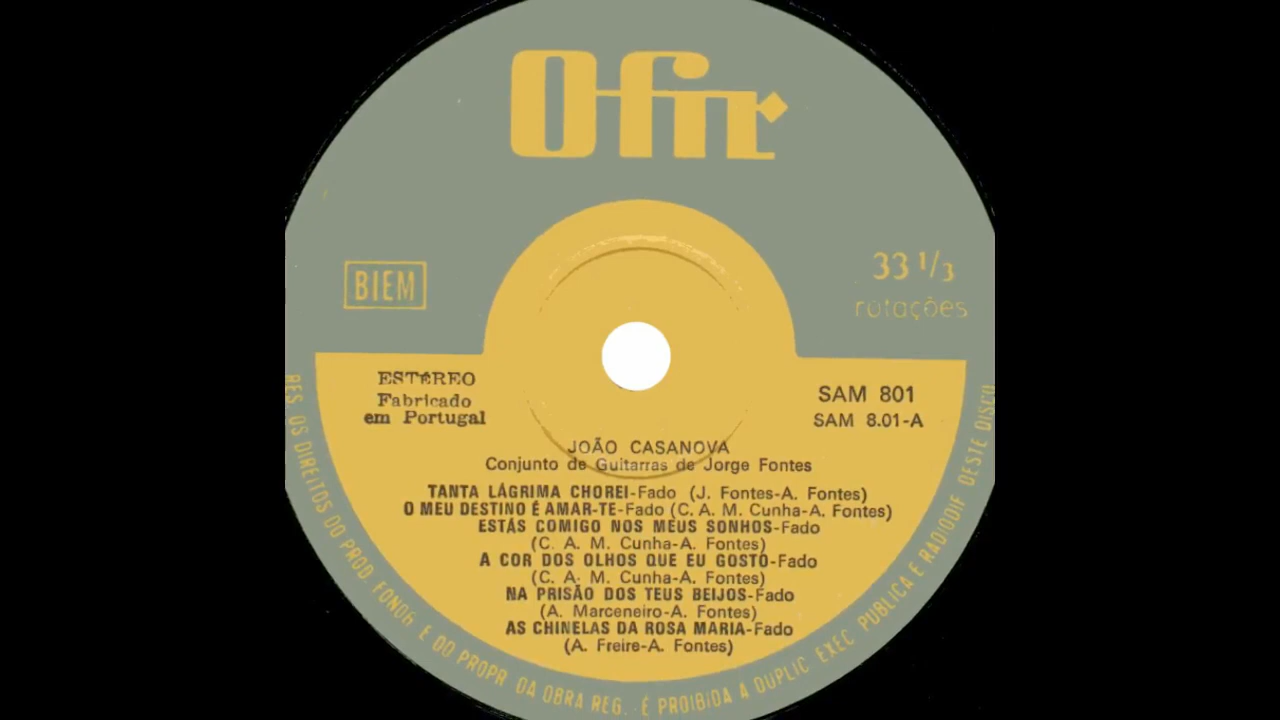 Ofir
BIEM
33 1/3
rotações
ESTÉREO
Fabricado
em Portugal
SAM 801
SAM 8.01-A
JOÃO CASANOVA
Conjunto de Guitarras de Jorge Fontes
TANTA LÁGRIMA CHOREI-Fado (J. Fontes-A. Fontes)
O MEU DESTINO É AMAR-TE-Fado (C. A. M. Cunha-A. Fontes)
ESTÁS COMIGO NOS MEUS SONHOS-Fado
(C. A. M. Cunha-A. Fontes)
A COR DOS OLHOS QUE EU GOSTO-Fado
(C. A. M. Cunha-A. Fontes)
NA PRISÃO DOS TEUS BEIJOS-Fado
(A. Marceneiro-A. Fontes)
AS CHINELAS DA ROSA MARIA-Fado
(A. Freire-A. Fontes)
RES. OS DIREITOS DO PROD. FONOG. E DO PROPR. DA OBRA REG. · É PROIBIDA A DUPLIC. EXEC. PUBLICA E RADIODIF. DESTE DISCO